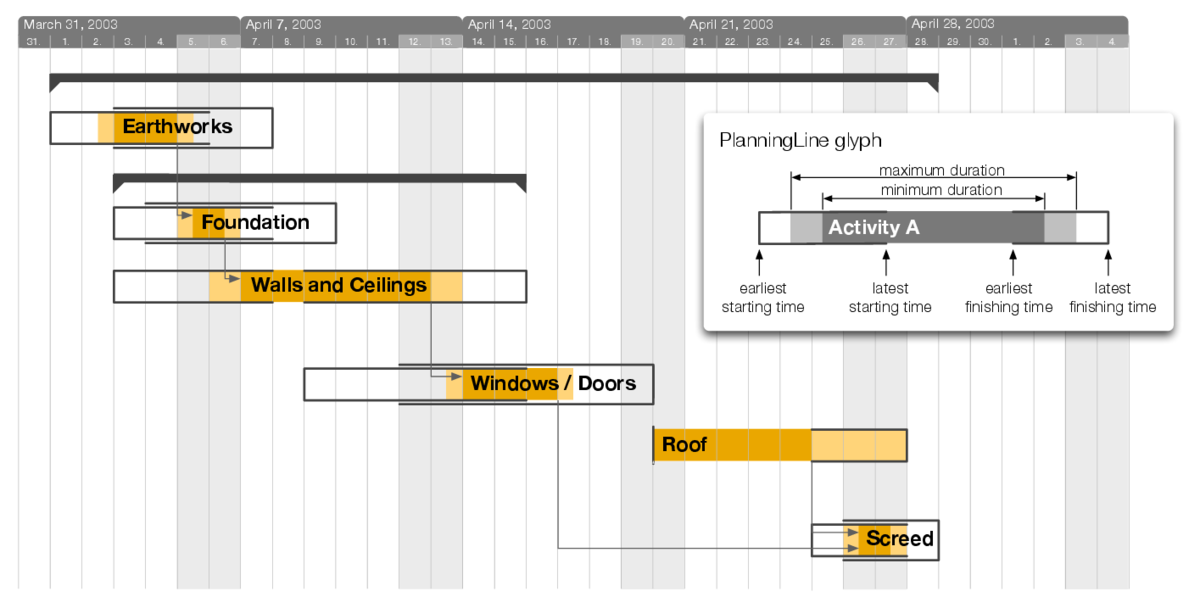 March 31, 2003 April 7, 2003 April 14, 2003 April 21, 2003 April 28, 2003
31. 1. 2. 3. 4. 5. 6. 7. 8. 9. 10. 11. 12. 13. 14. 15. 16. 17. 18. 19. 20. 21. 22. 23. 24. 25. 26. 27. 28. 29. 30. 1. 2. 3. 4.
Earthworks
PlanningLine glyph
maximum duration
minimum duration
Activity A
earliest starting time
latest starting time
earliest finishing time
latest finishing time
Foundation
Walls and Ceilings
Windows / Doors
Roof
Screed